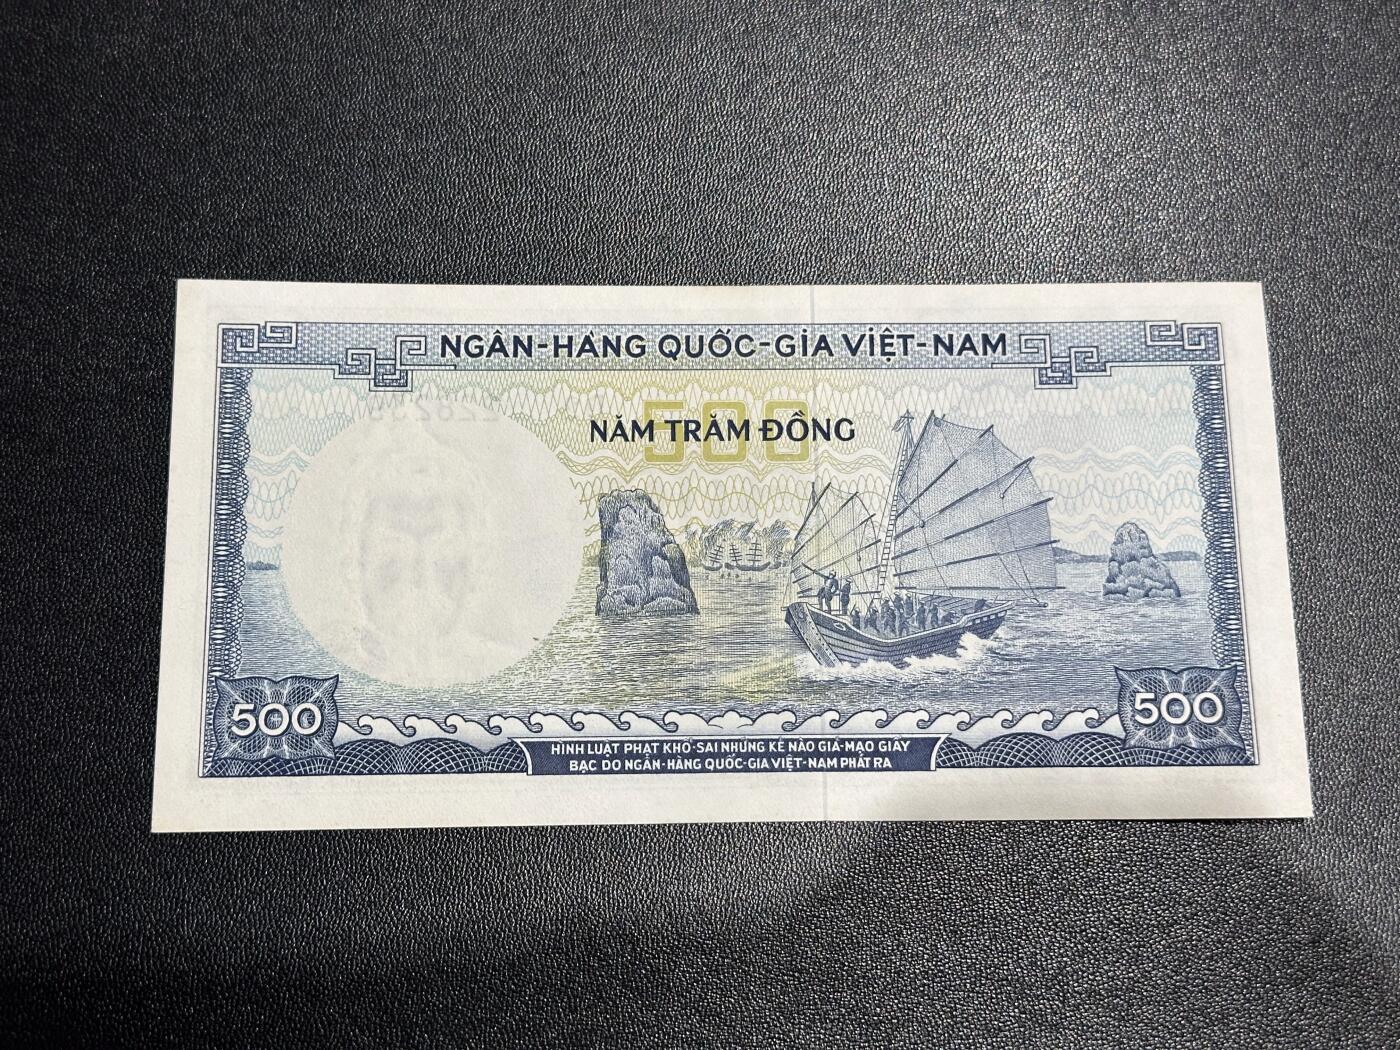 NGÂN-HÀNG QUỐC-GIA VIỆT-NAM
500
NĂM TRĂM ĐỒNG
500
500
HÌNH LUẬT PHẠT KHỔ-SAI NHỮNG KẺ NÀO GIẢ-MẠO GIẤY
BẠC DO NGÂN-HÀNG QUỐC-GIA VIỆT-NAM PHÁT RA